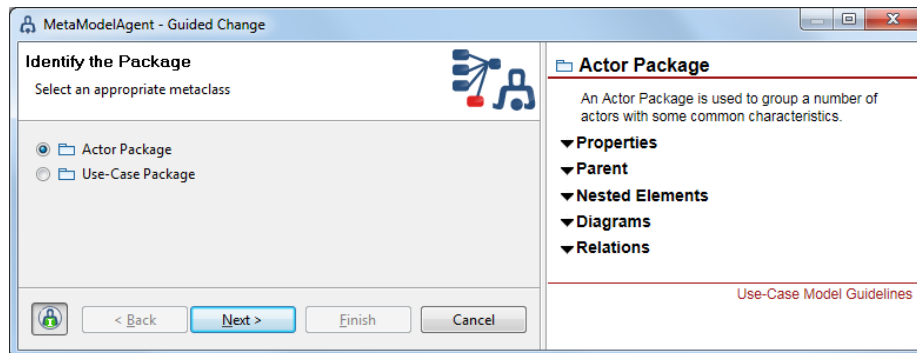 MetaModelAgent - Guided Change
Identify the Package
Select an appropriate metaclass
Actor Package
Use-Case Package
< Back
Next >
Finish
Cancel
Actor Package
An Actor Package is used to group a number of
actors with some common characteristics.
Properties
Parent
Nested Elements
Diagrams
Relations
Use-Case Model Guidelines